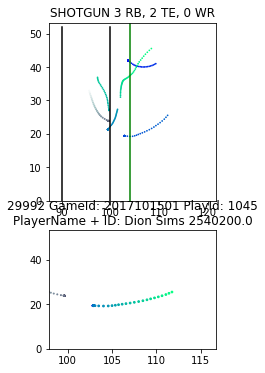 SHOTGUN 3 RB, 2 TE, 0 WR
50
40
30
20
10
0
90 100 110 120
29992 GameId: 2017101501 PlayId: 1045
PlayerName + ID: Dion Sims 2540200.0
40
20
0
100 105 110 115